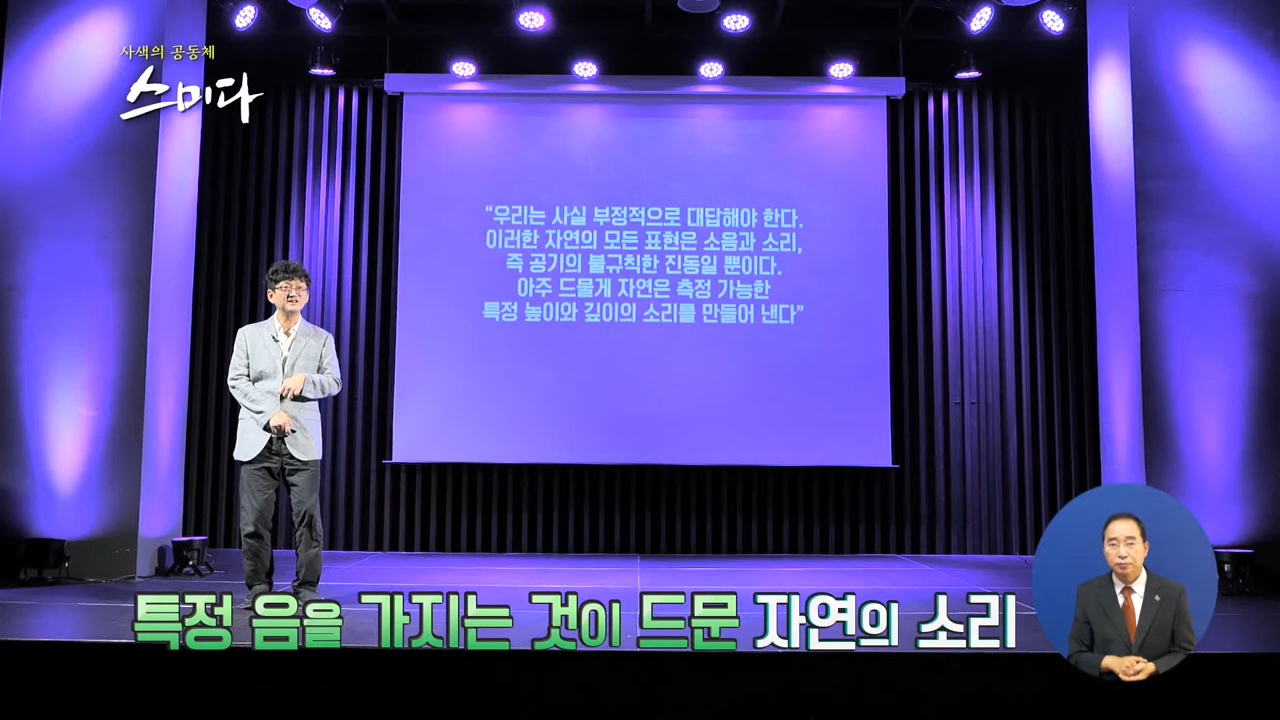 사색의 공동체
스미다
“우리는 사실 부정적으로 대답해야 한다.
이러한 자연의 모든 표현은 소음과 소리,
즉 공기의 불규칙한 진동일 뿐이다.
아주 드물게 자연은 측정 가능한
특정 높이와 깊이의 소리를 만들어 낸다”
특정 음을 가지는 것이 드문 자연의 소리